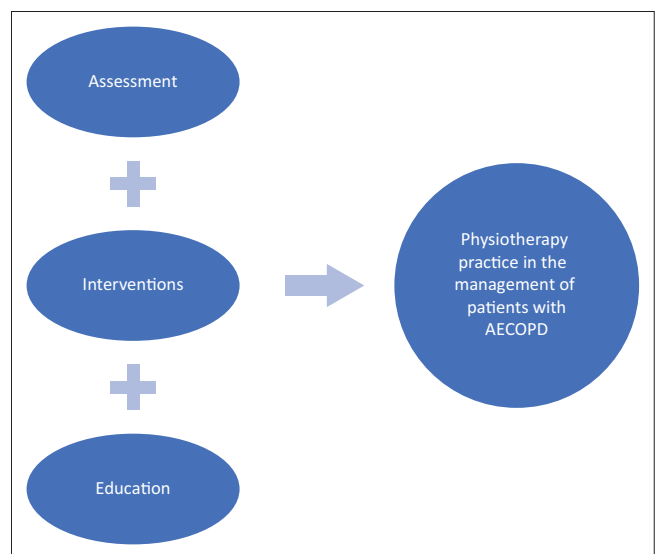 Assessment
Interventions
Education
Physiotherapy
practice in the
management of
patients with
AECOPD